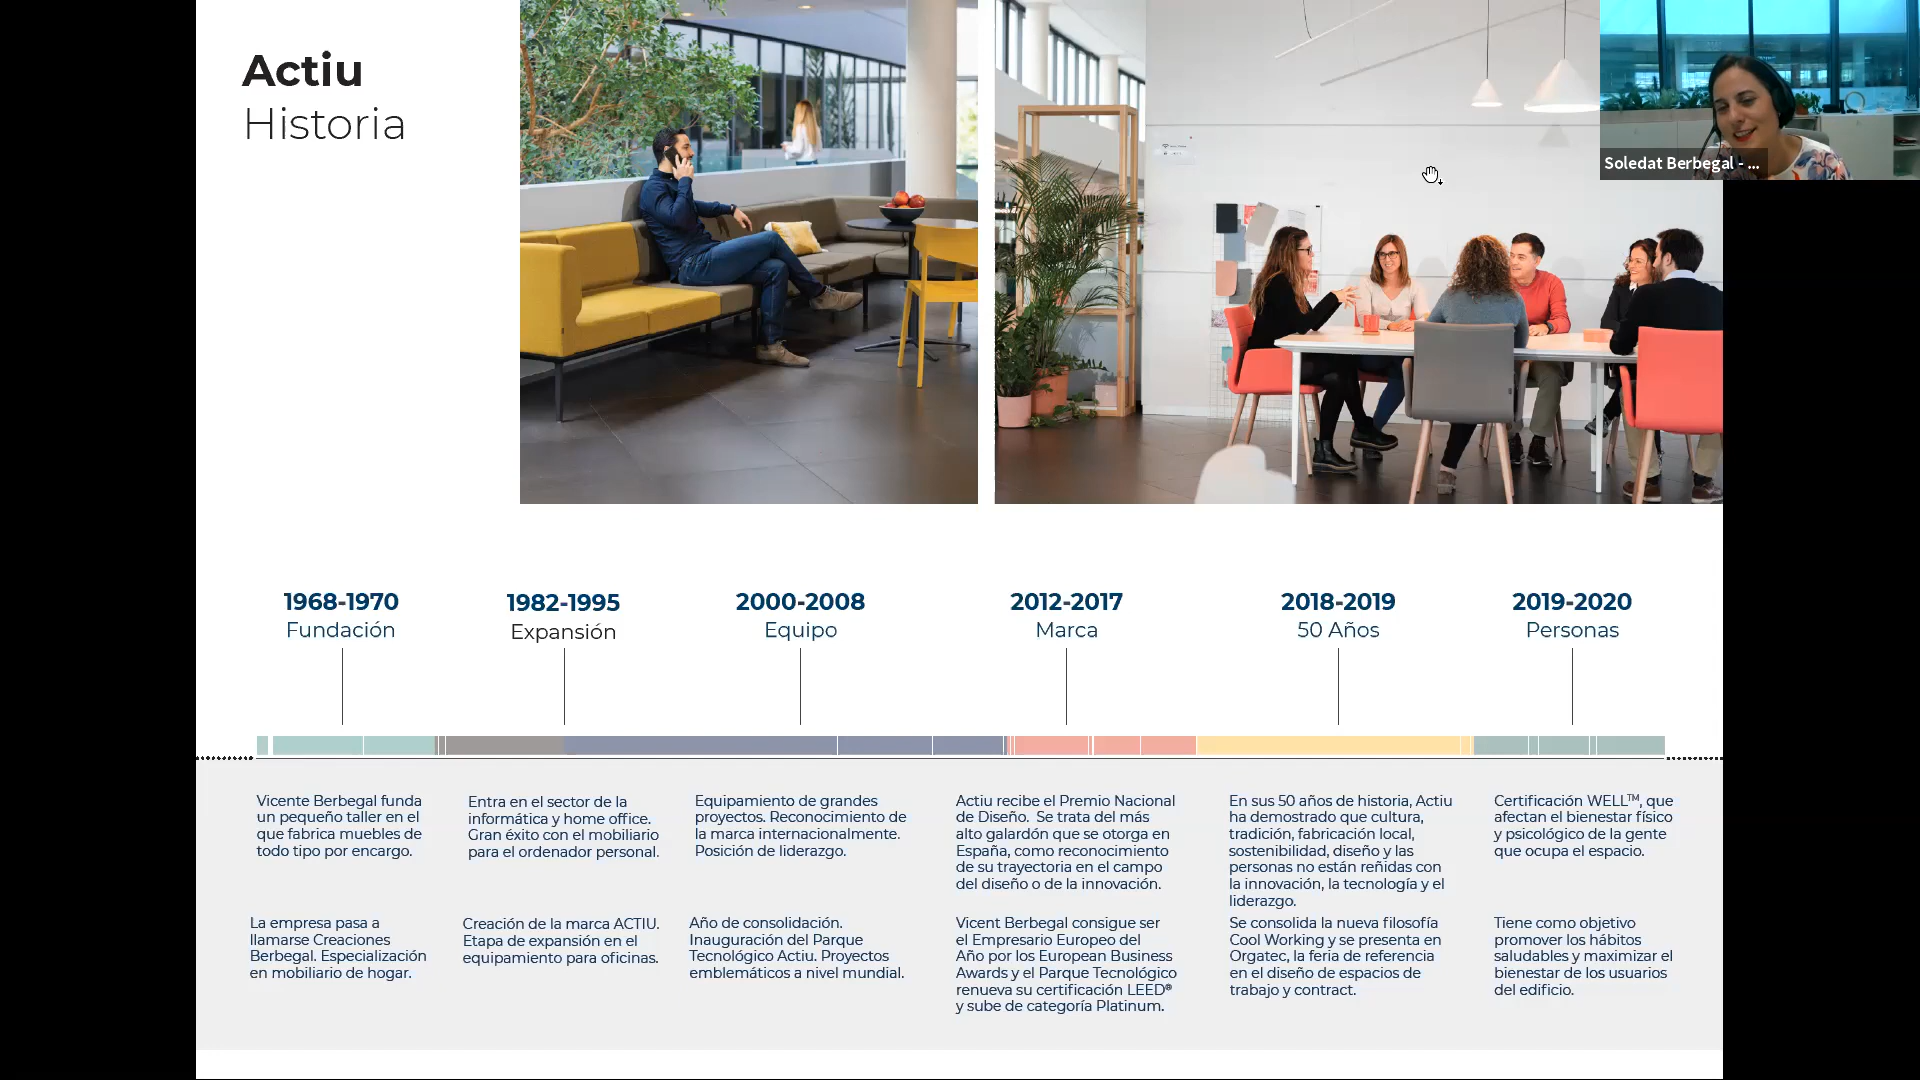 Actiu
Historia
Soledat Berbegal - ...
1968-1970
Fundación
1982-1995
Expansión
2000-2008
Equipo
2012-2017
Marca
2018-2019
50 Años
2019-2020
Personas
Vicente Berbegal funda
un pequeño taller en el
que fabrica muebles de
todo tipo por encargo.
La empresa pasa a
llamarse Creaciones
Berbegal. Especialización
en mobiliario de hogar.
Entra en el sector de la
informática y home office.
Gran éxito con el mobiliario
para el ordenador personal.
Creación de la marca ACTIU.
Etapa de expansión en el
equipamiento para oficinas.
Equipamiento de grandes
proyectos. Reconocimiento de
la marca internacionalmente.
Posición de liderazgo.
Año de consolidación.
Inauguración del Parque
Tecnológico Actiu. Proyectos
emblemáticos a nivel mundial.
Actiu recibe el Premio Nacional
de Diseño. Se trata del más
alto galardón que se otorga en
España, como reconocimiento
de su trayectoria en el campo
del diseño o de la innovación.
Vicent Berbegal consigue ser
el Empresario Europeo del
Año por los European Business
Awards y el Parque Tecnológico
renueva su certificación LEED®
y sube de categoría Platinum.
En sus 50 años de historia, Actiu
ha demostrado que cultura,
tradición, fabricación local,
sostenibilidad, diseño y las
personas no están reñidas con
la innovación, la tecnología y el
liderazgo.
Se consolida la nueva filosofía
Cool Working y se presenta en
Orgatec, la feria de referencia
en el diseño de espacios de
trabajo y contract.
Certificación WELL™, que
afectan el bienestar físico
y psicológico de la gente
que ocupa el espacio.
Tiene como objetivo
promover los hábitos
saludables y maximizar el
bienestar de los usuarios
del edificio.